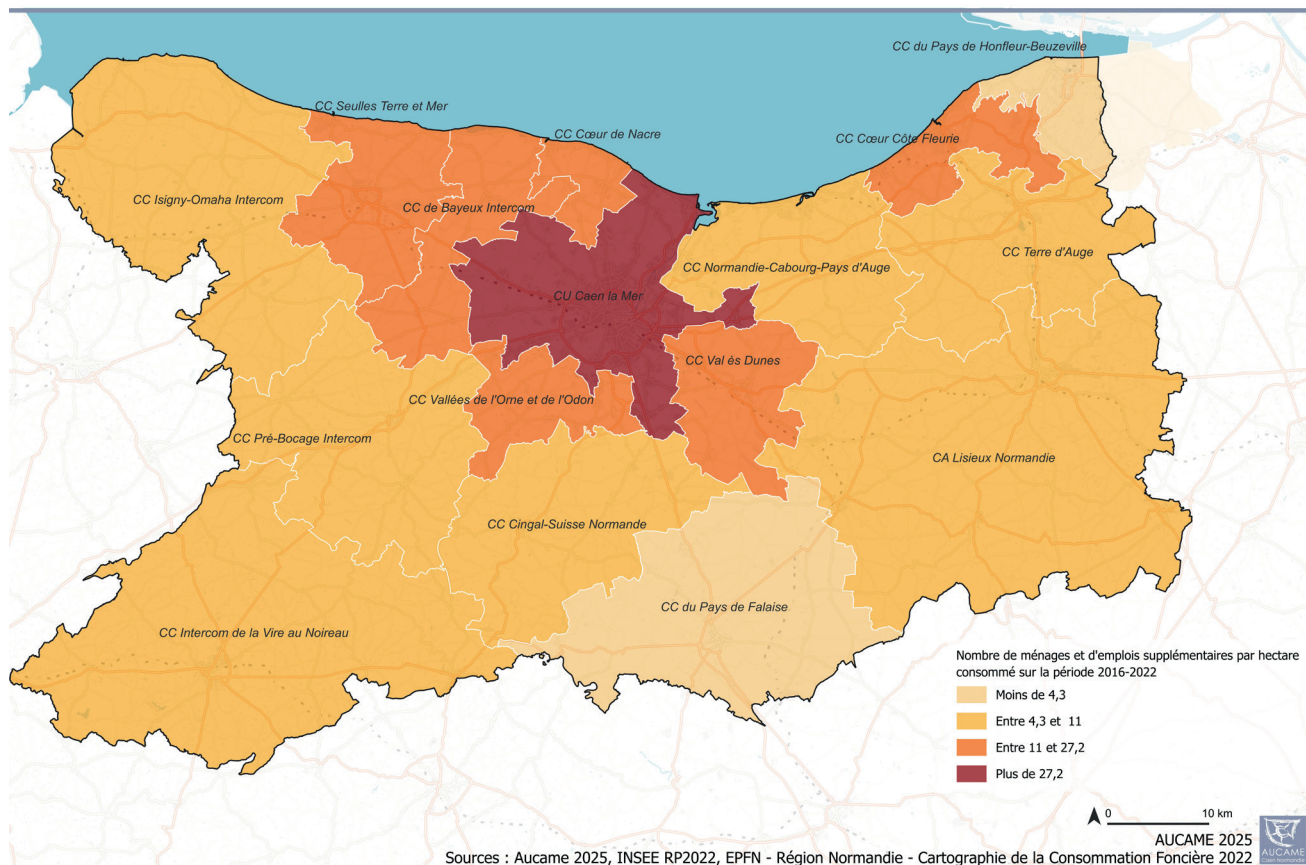 CC du Pays de Honfleur-Beuzeville
CC Seulles Terre et Mer
CC Cœur de Nacre
CC Cœur Côte Fleurie
CC Isigny-Omaha Intercom
CC de Bayeux Intercom
CC Terre d'Auge
CC Normandie-Cabourg-Pays d'Auge
CU Caen la Mer
CC Val és Dunes
CC Vallées de l'Orne et de l'Odon
CC Pré-Bocage Intercom
CA Lisieux Normandie
CC Cingal-Suisse Normande
CC du Pays de Falaise
CC Intercom de la Vire au Noireau
Nombre de ménages et d'emplois supplémentaires par hectare
consommé sur la période 2016-2022
Moins de 4,3
Entre 4,3 et 11
Entre 11 et 27,2
Plus de 27,2
0 10 km
AUCAME 2025
Sources : Aucame 2025, INSEE RP2022, EPFN - Région Normandie - Cartographie de la Consommation Foncière 2022
AUCAME
Caen Normandie